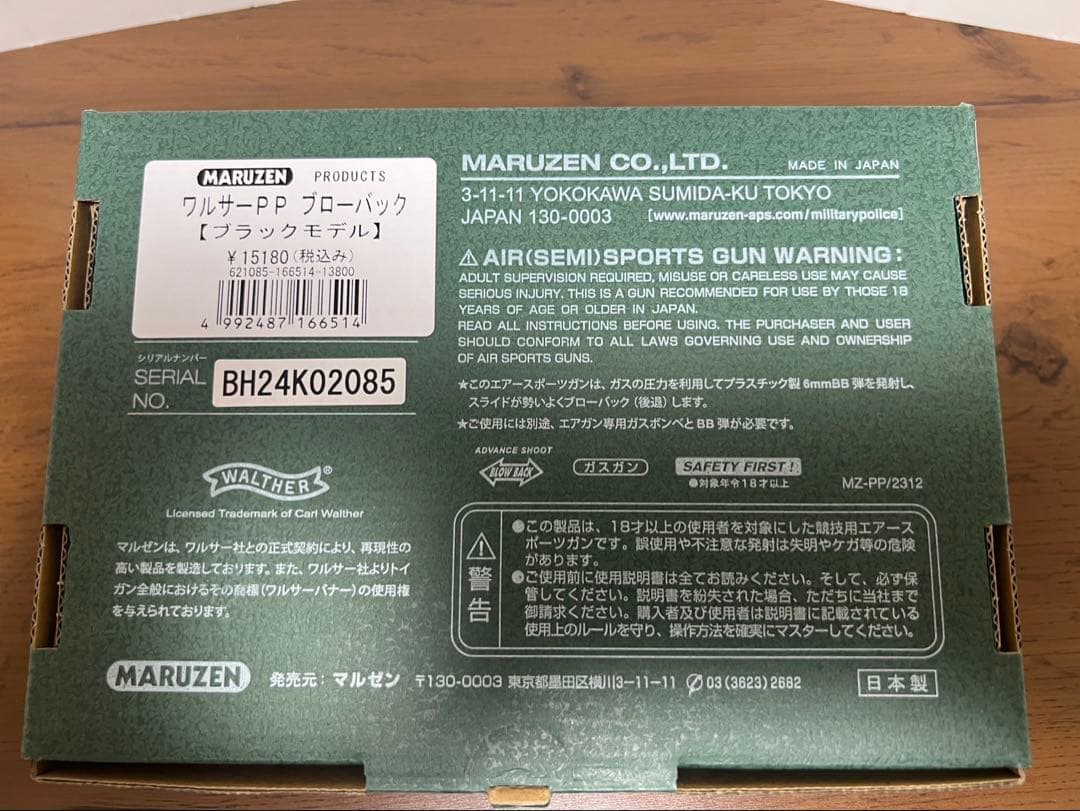 MARUZEN PRODUCTS
ワルサーPP ブローバック
【ブラックモデル】
¥15180(税込み)
621085-166514-13800
4 992487 166514
シリアルナンバー
SERIAL NO.
BH24K02085
WALTHER®
Licensed Trademark of Carl Walther
マルゼンは、ワルサー社との正式契約により、再現性の
高い製品を製造しております。また、ワルサー社よりトイ
ガン全般におけるその商標(ワルサーバナー)の使用権
を与えられております。
MARUZEN CO.,LTD. MADE IN JAPAN
3-11-11 YOKOKAWA SUMIDA-KU TOKYO
JAPAN 130-0003 [www.maruzen-aps.com/militarypolice]
⚠AIR(SEMI)SPORTS GUN WARNING:
ADULT SUPERVISION REQUIRED, MISUSE OR CARELESS USE MAY CAUSE
SERIOUS INJURY. THIS IS A GUN RECOMMENDED FOR USE BY THOSE 18
YEARS OF AGE OR OLDER IN JAPAN.
READ ALL INSTRUCTIONS BEFORE USING. THE PURCHASER AND USER
SHOULD CONFORM TO ALL LAWS GOVERNING USE AND OWNERSHIP
OF AIR SPORTS GUNS.
★このエアースポーツガンは、ガスの圧力を利用してプラスチック製6mmBB弾を発射し、
スライドが勢いよくブローバック(後退)します。
★ご使用には別途、エアガン専用ガスボンベとBB弾が必要です。
ADVANCE SHOOT
BLOW BACK
ガスガン
SAFETY FIRST!
●対象年令18才以上
MZ-PP/2312
⚠警告
●この製品は、18才以上の使用者を対象にした競技用エアース
ポーツガンです。誤使用や不注意な発射は失明やケガ等の危険
があります。
●ご使用前に使用説明書は全てお読みください。そして、必ず保
管してください。説明書を紛失された場合、ただちに当社まで
御請求ください。購入者及び使用者は説明書に記載されている
使用上のルールを守り、操作方法を確実にマスターしてください。
MARUZEN 発売元:マルゼン 〒130-0003 東京都墨田区横川3-11-11 ✆03(3623)2682
日本製